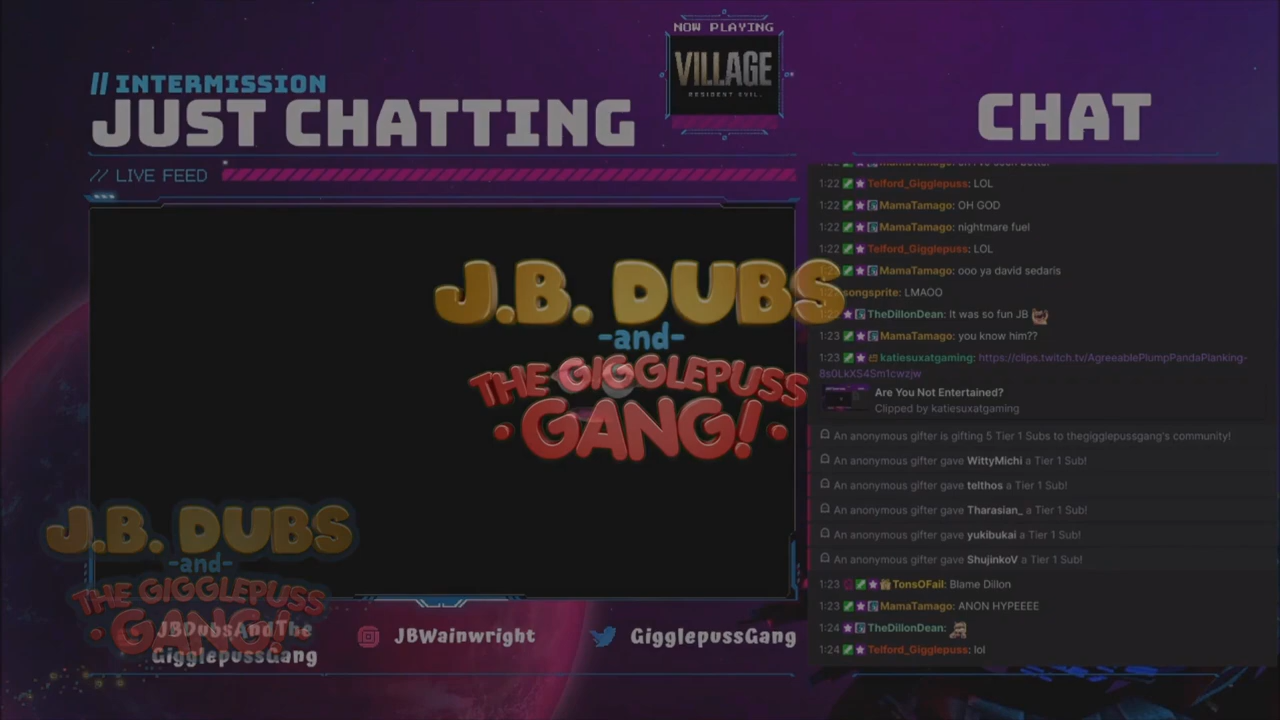 NOW PLAYING
VILLAGE
RESIDENT EVIL.
// INTERMISSION
JUST CHATTING
// LIVE FEED
J.B. DUBS
-and-
THE GIGGLEPUSS
GANG!
J.B. DUBS
-and-
THE GIGGLEPUSS
GANG!
JBDubsAndThe
GigglepussGang
JBWainwright
GigglepussGang
CHAT
1:22 Telford_Gigglepuss: LOL
1:22 MamaTamago: OH GOD
1:22 MamaTamago: nightmare fuel
1:22 Telford_Gigglepuss: LOL
MamaTamago: ooo ya david sedaris
songsprite: LMAOO
TheDillonDean: It was so fun JB
1:23 MamaTamago: you know him??
1:23 katiesuxatgaming: https://clips.twitch.tv/AgreeablePlumpPandaPlanking-
8s0LkXS4Sm1cwzjw
Are You Not Entertained?
Clipped by katiesuxatgaming
An anonymous gifter is gifting 5 Tier 1 Subs to thegigglepussgang's community!
An anonymous gifter gave WittyMichi a Tier 1 Sub!
An anonymous gifter gave telthos a Tier 1 Sub!
An anonymous gifter gave Tharasian_ a Tier 1 Sub!
An anonymous gifter gave yukibukai a Tier 1 Sub!
An anonymous gifter gave ShujinkoV a Tier 1 Sub!
1:23 TonsOFail: Blame Dillon
1:23 MamaTamago: ANON HYPEEEE
1:24 TheDillonDean:
1:24 Telford_Gigglepuss: lol